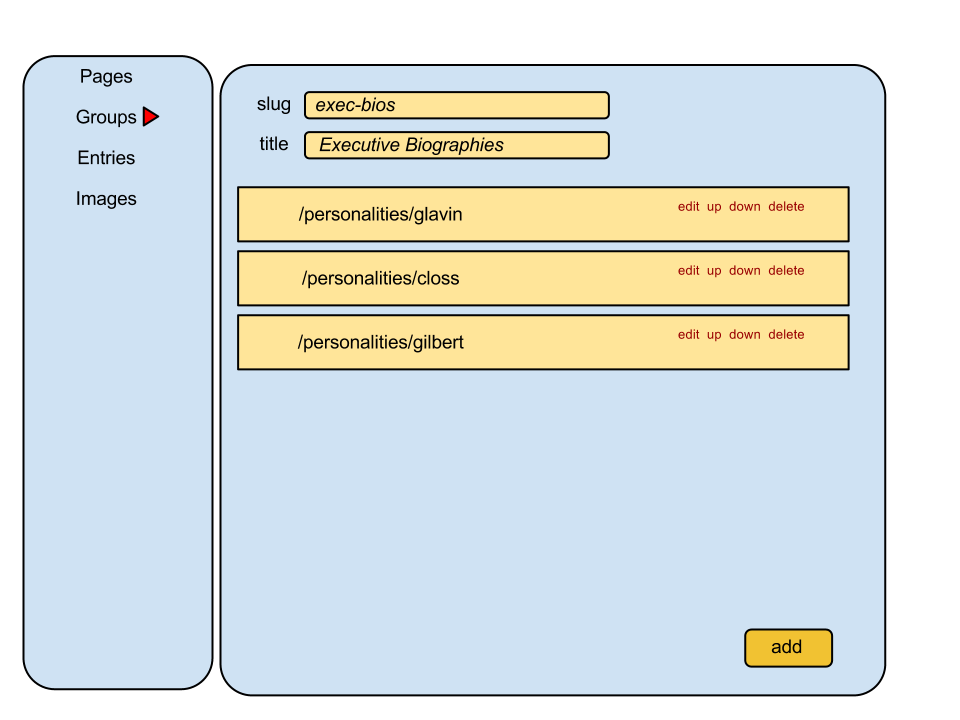 Pages
Groups
Entries
Images
slug exec-bios
title Executive Biographies
/personalities/glavin edit up down delete
/personalities/closs edit up down delete
/personalities/gilbert edit up down delete
add